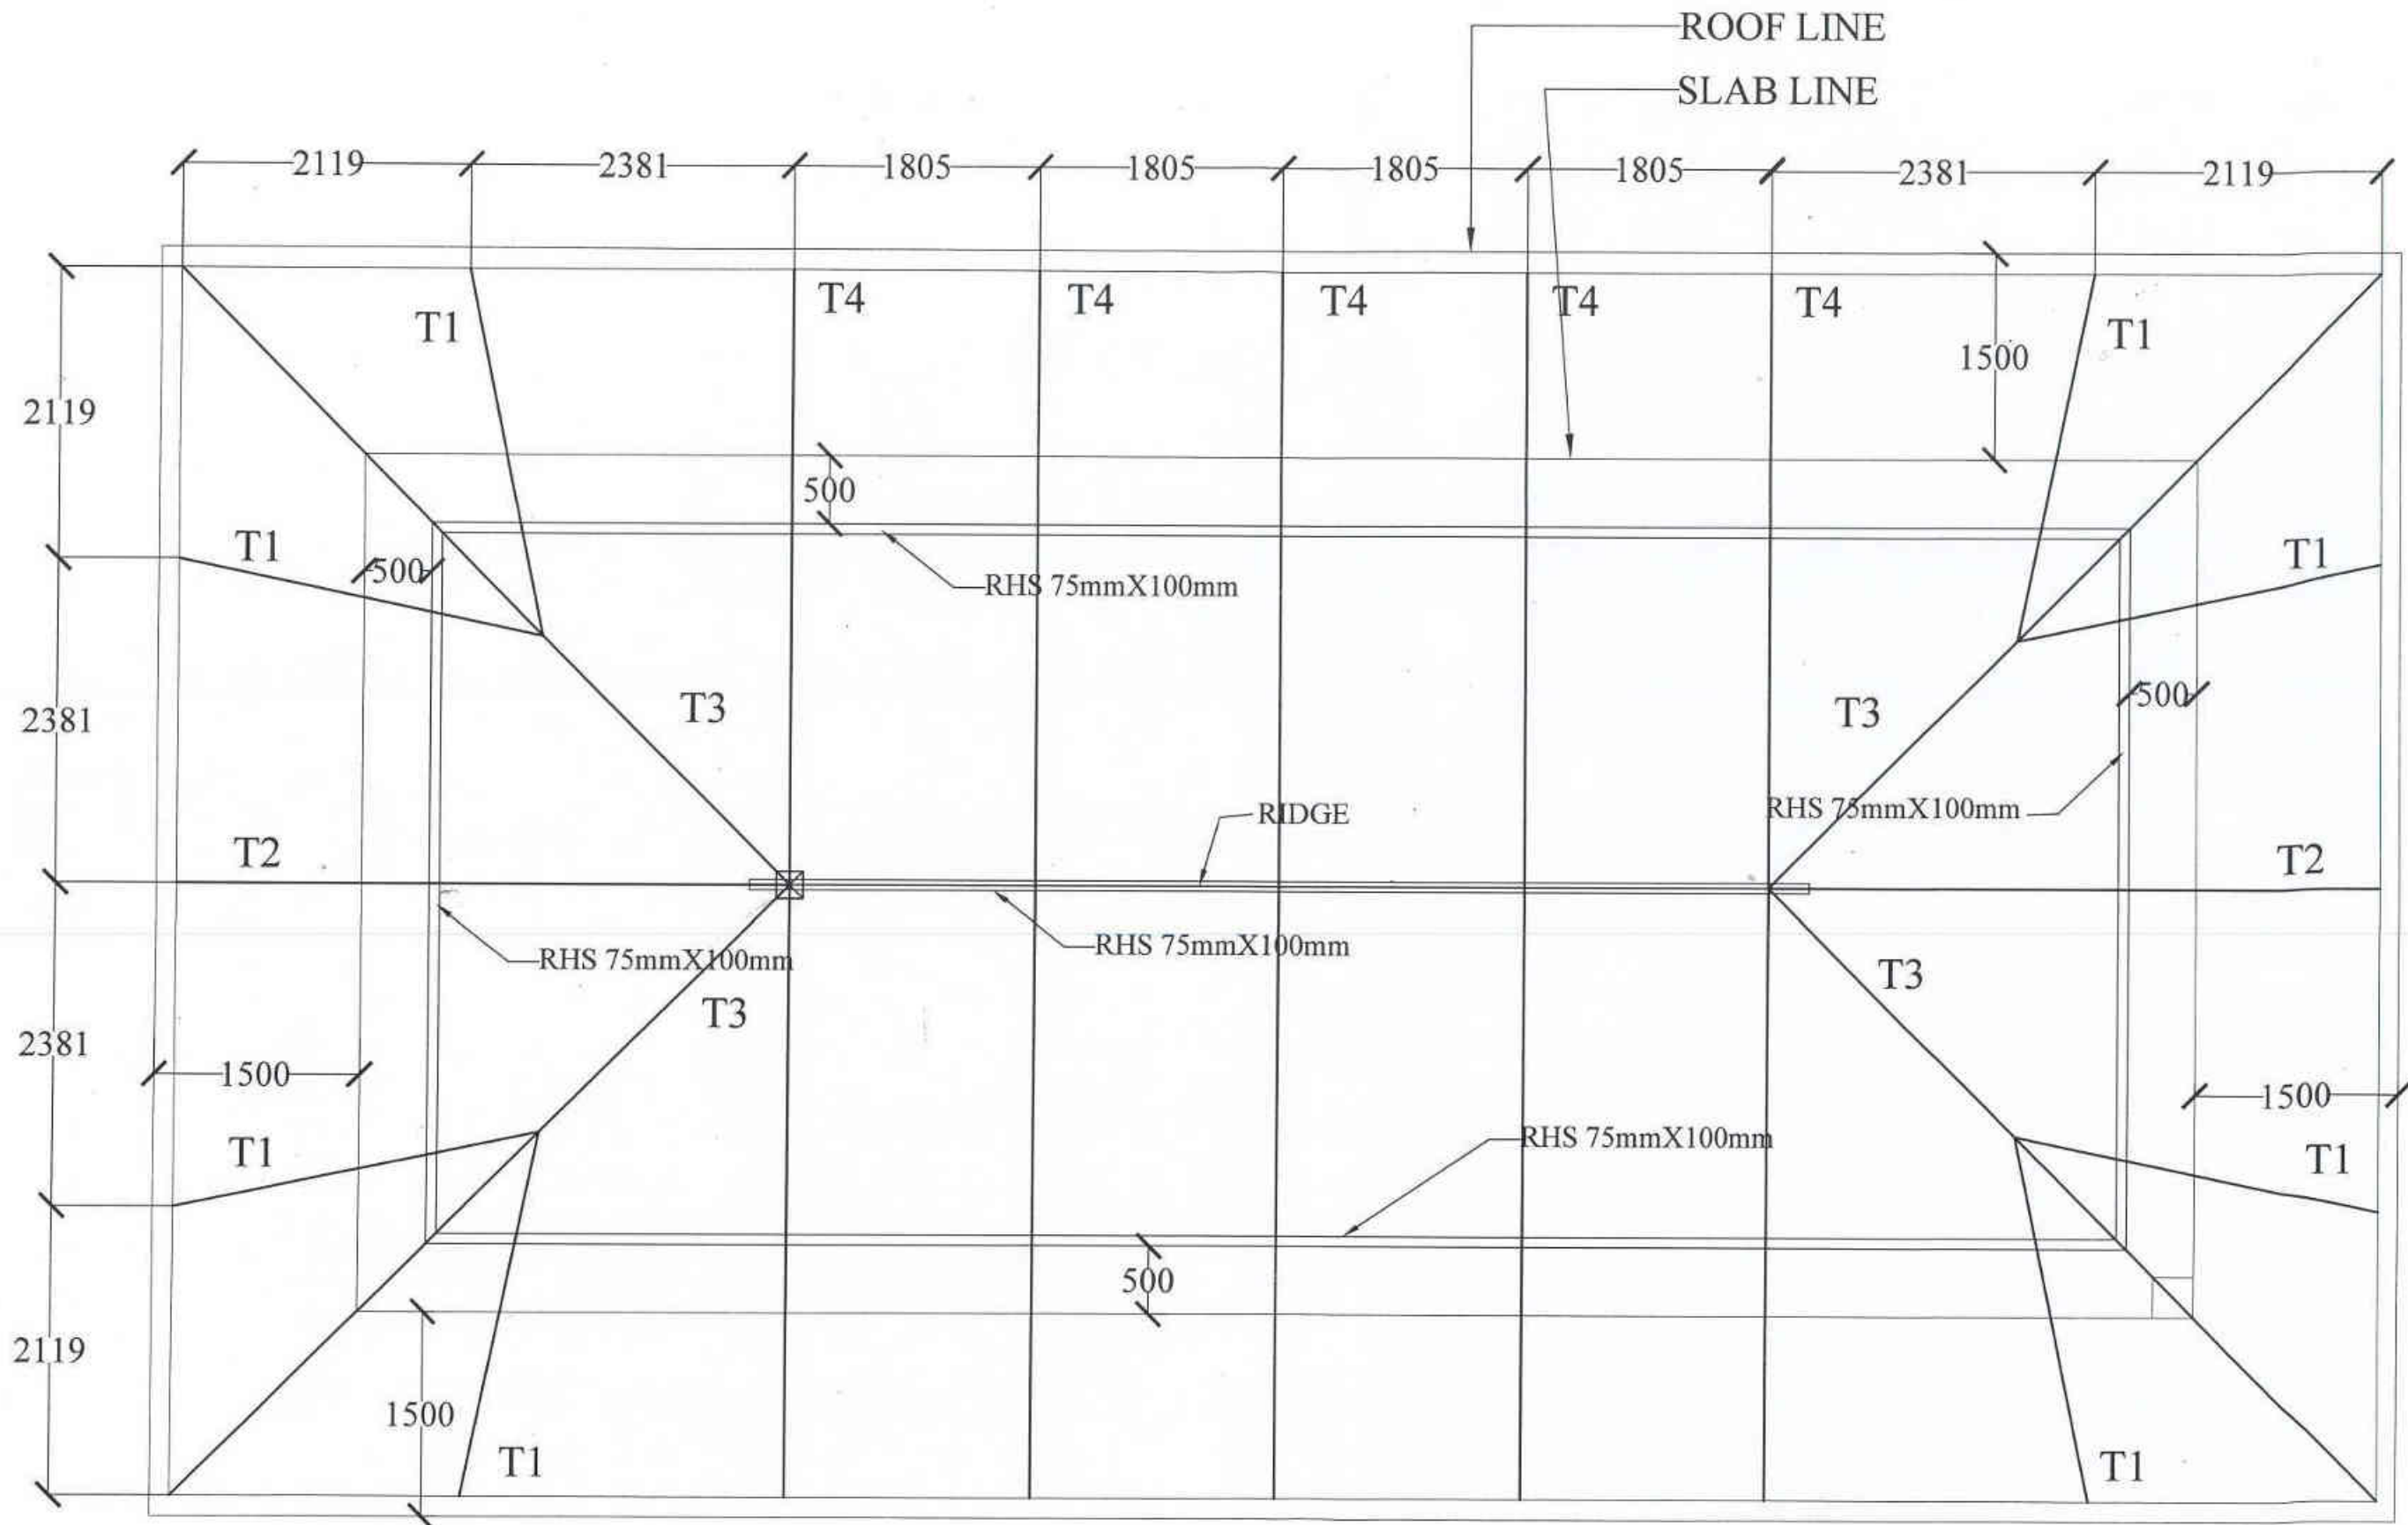 ROOF LINE
SLAB LINE
2119 2381 1805 1805 1805 1805 2381 2119
T4 T4 T4 T4 T4
T1 T1
1500
2119
500
T1 T1
500
RHS 75mmX100mm
T3 T3
500
2381
RIDGE
RHS 75mmX100mm
T2 T2
RHS 75mmX100mm
RHS 75mmX100mm
T3 T3
2381
1500 1500
RHS 75mmX100mm
T1 T1
500
2119
1500
T1 T1